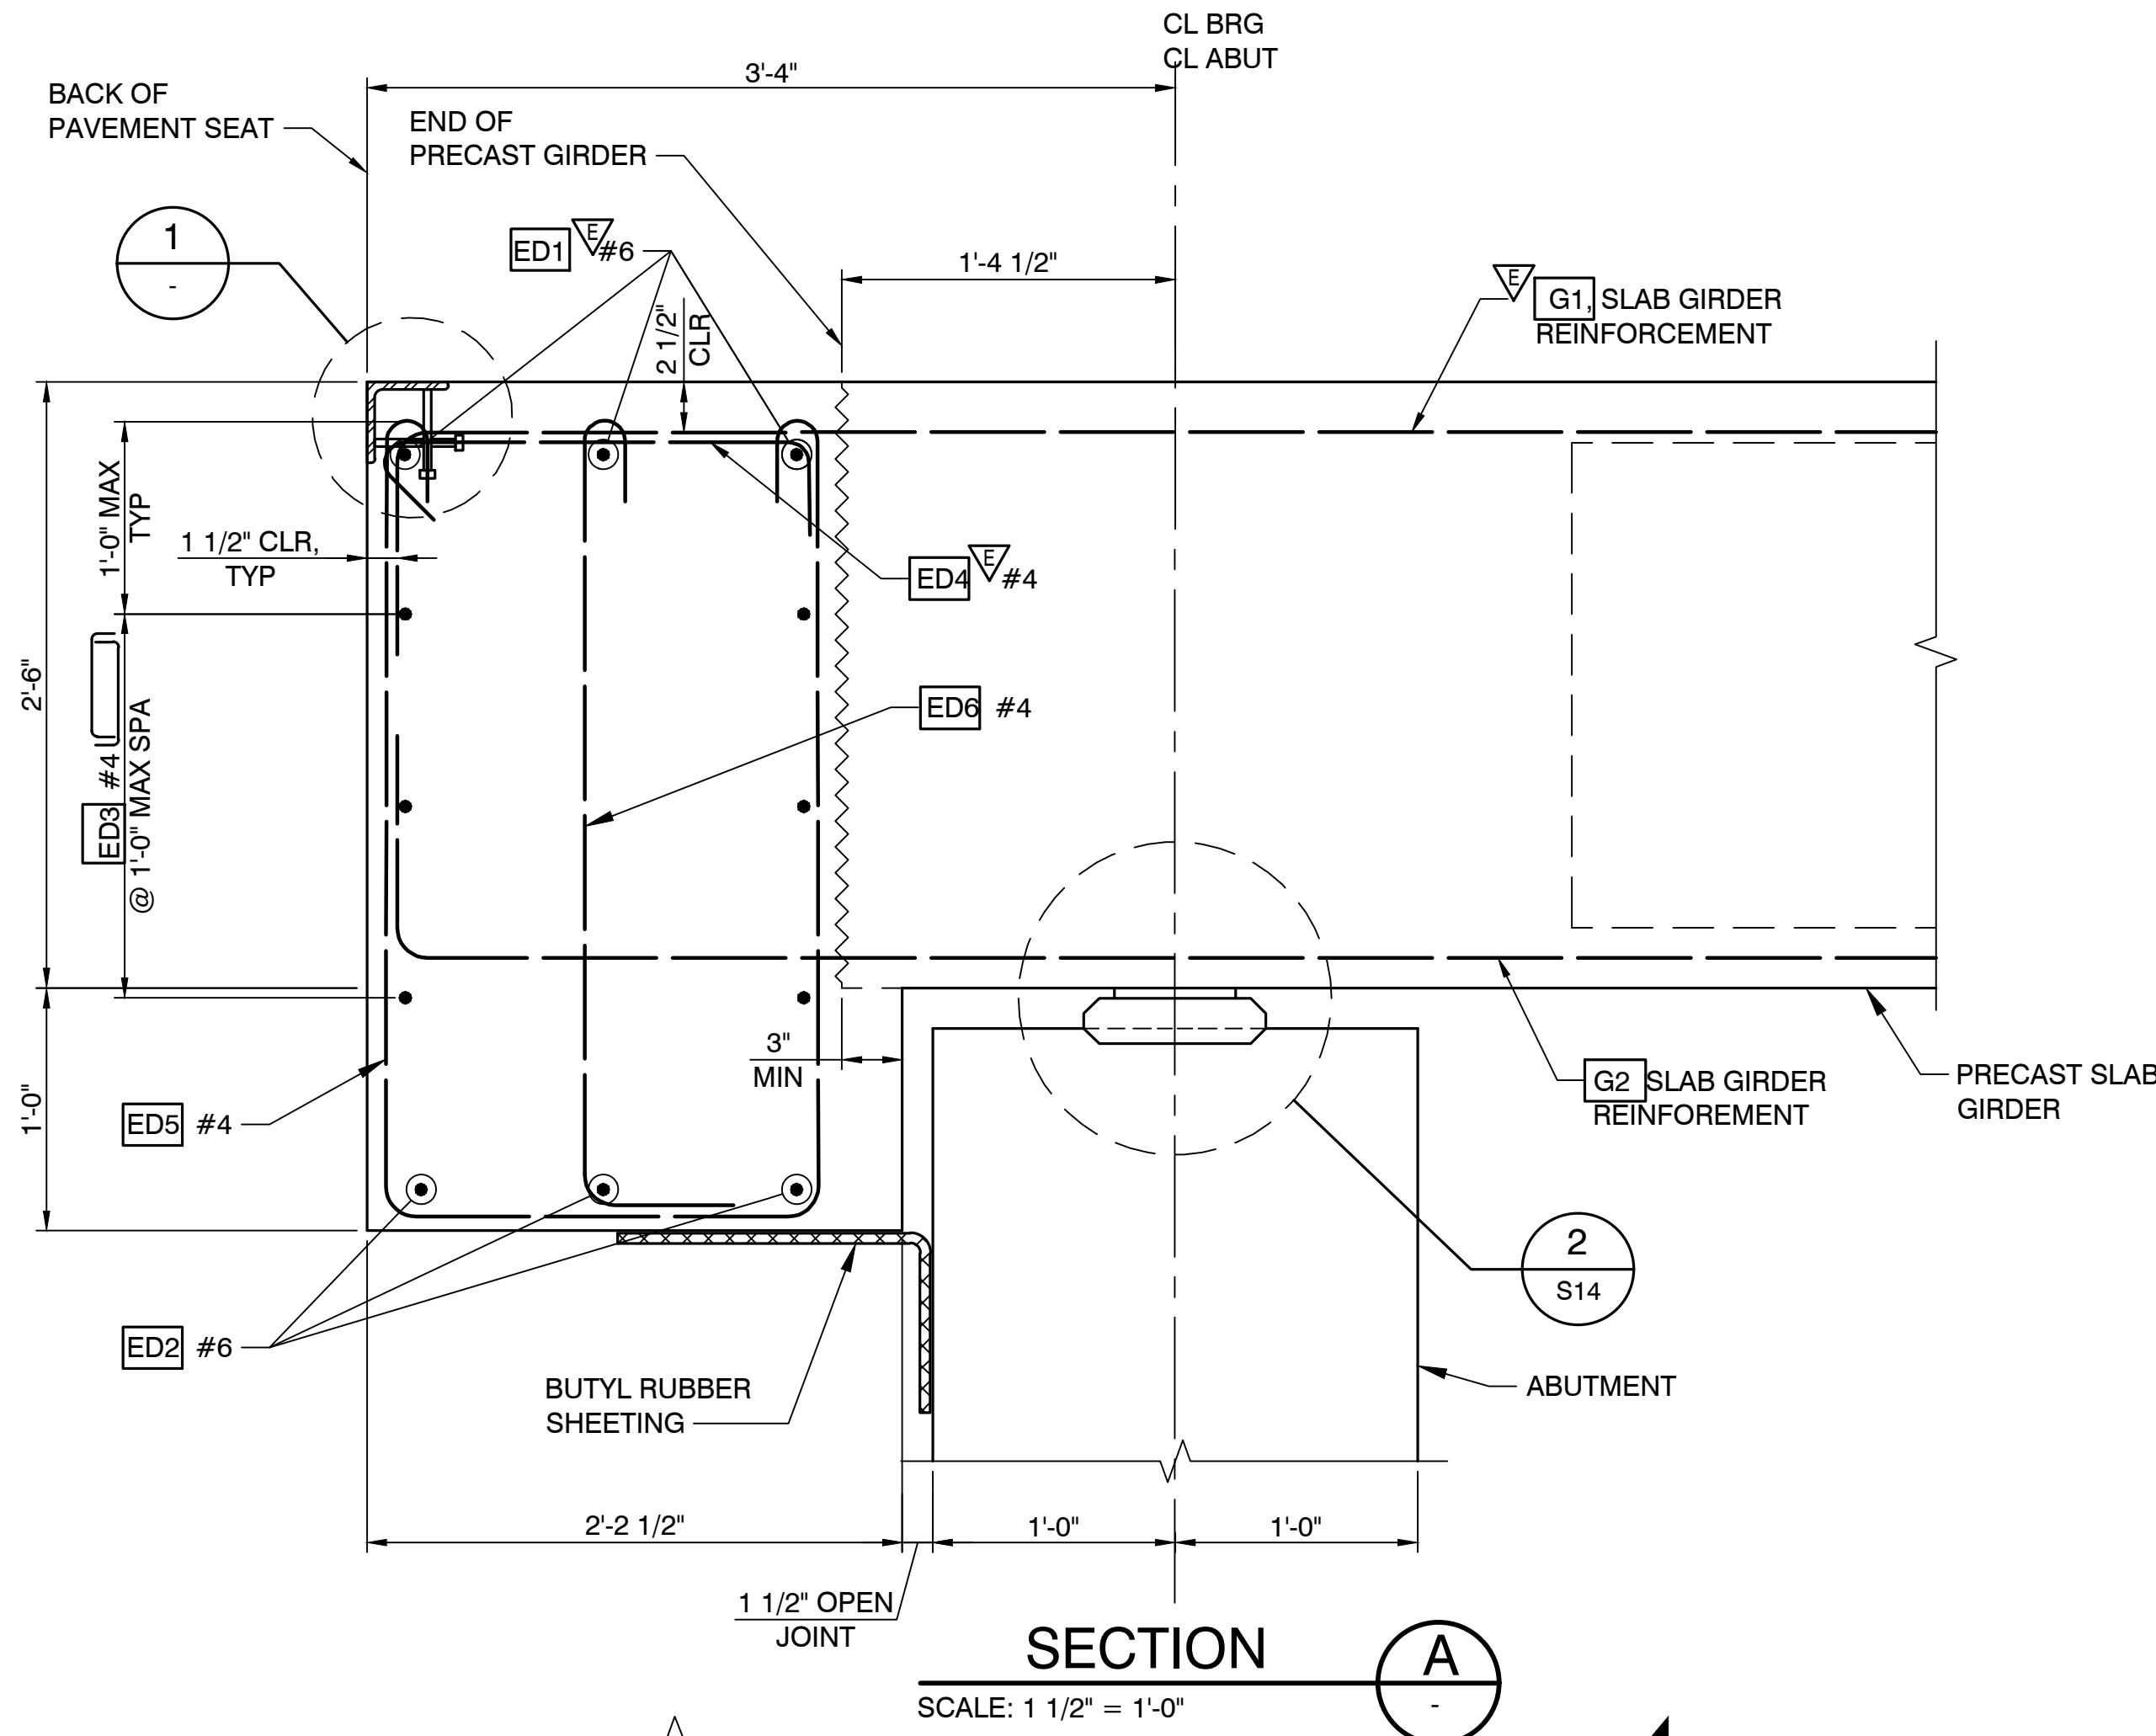 CL BRG
CL ABUT
3'-4"
BACK OF
PAVEMENT SEAT
END OF
PRECAST GIRDER
1
-
ED1 E #6
1'-4 1/2"
2 1/2"
CLR
E G1, SLAB GIRDER
REINFORCEMENT
1'-0" MAX
TYP
1 1/2" CLR,
TYP
ED4 E #4
2'-6"
ED3 #4
@ 1'-0" MAX SPA
ED6 #4
3"
MIN
1'-0"
ED5 #4
G2 SLAB GIRDER
REINFOREMENT
PRECAST SLAB
GIRDER
2
S14
ED2 #6
BUTYL RUBBER
SHEETING
ABUTMENT
2'-2 1/2"
1'-0"
1'-0"
1 1/2" OPEN
JOINT
SECTION
A
-
SCALE: 1 1/2" = 1'-0"